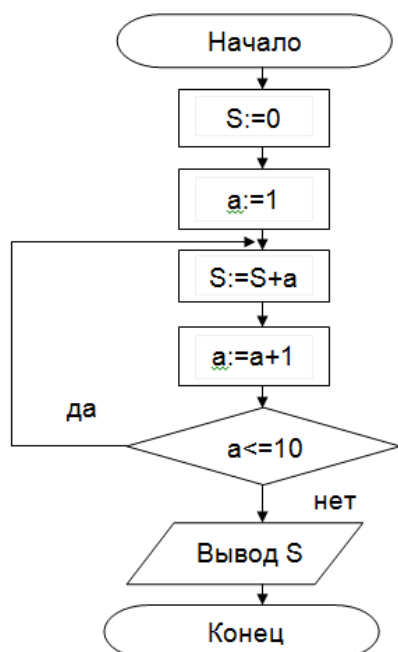 Начало
S:=0
a:=1
S:=S+a
a:=a+1
да
a<=10
нет
Вывод S
Конец